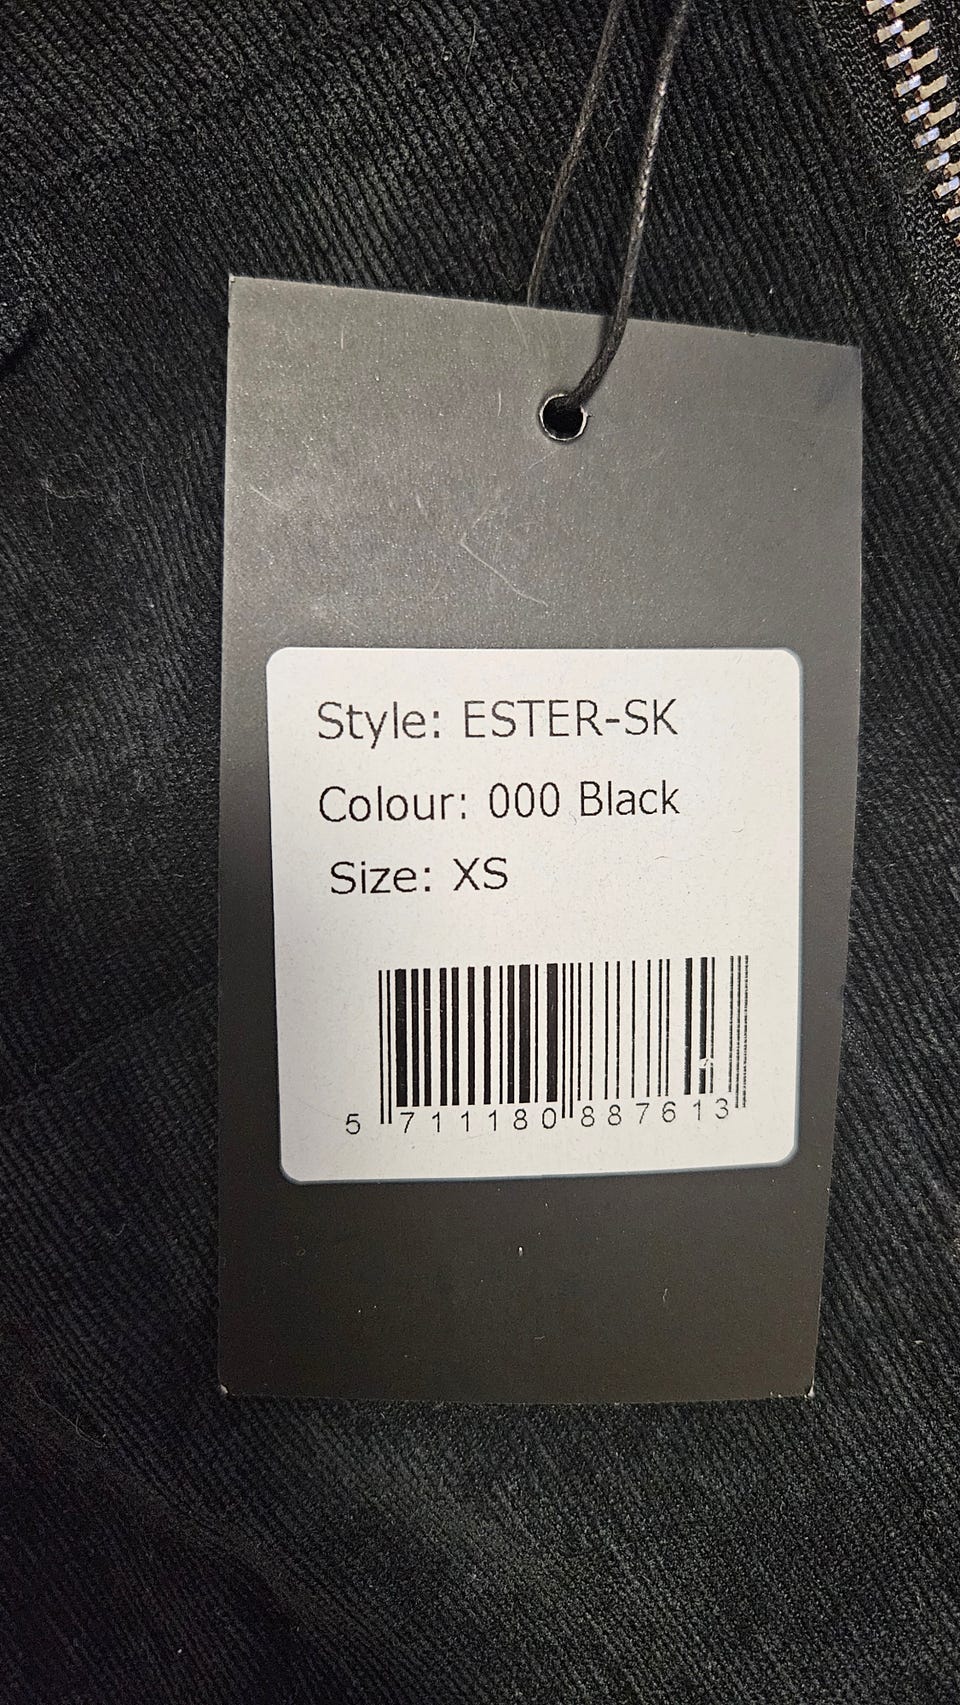 Style: ESTER-SK
Colour: 000 Black
Size: XS
5 711180 887613